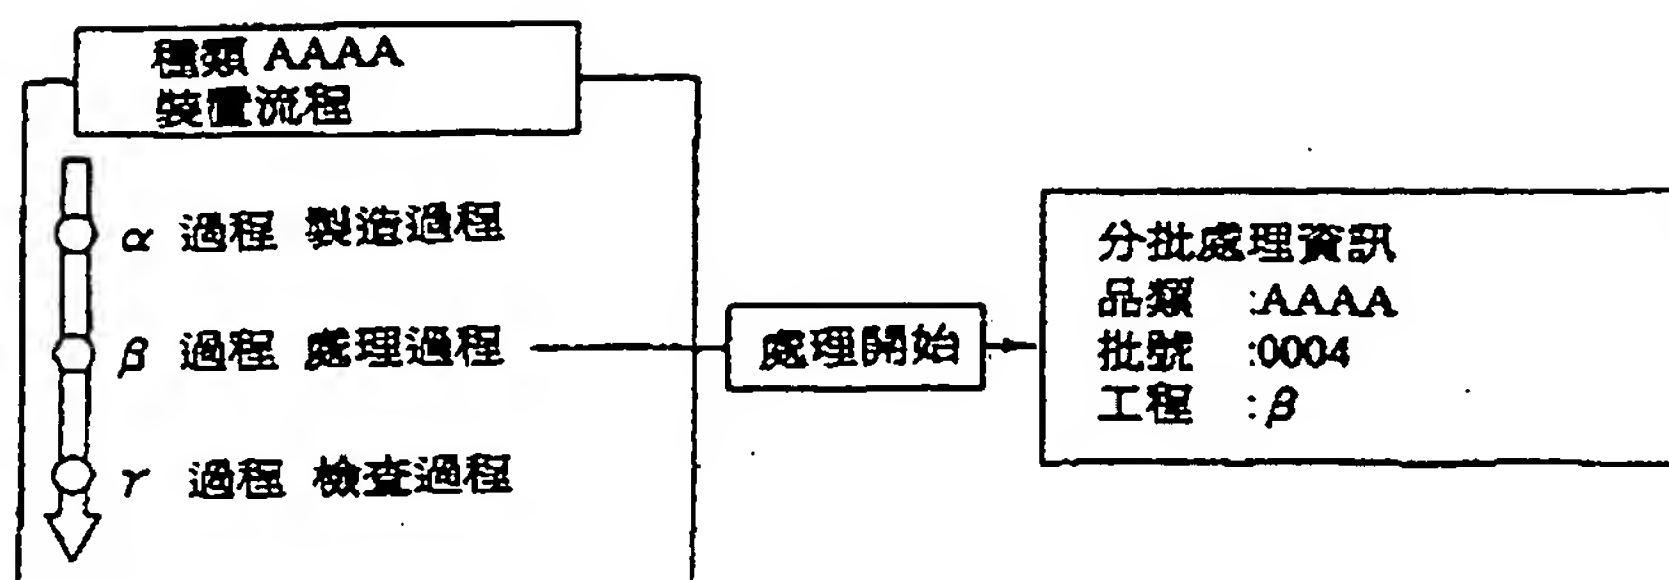 種類 AAAA
裝置流程
α 過程 製造過程
β 過程 處理過程
γ 過程 檢查過程
處理開始
分批處理資訊
品類 :AAAA
批號 :0004
工程 :β